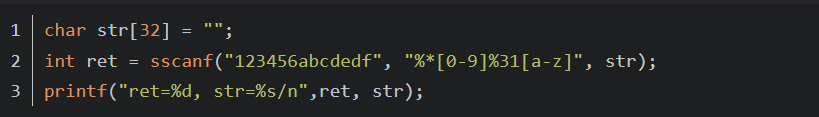 1 char str[32] = "";
2 int ret = sscanf("123456abcdedf", "%*[0-9]%31[a-z]", str);
3 printf("ret=%d, str=%s/n",ret, str);